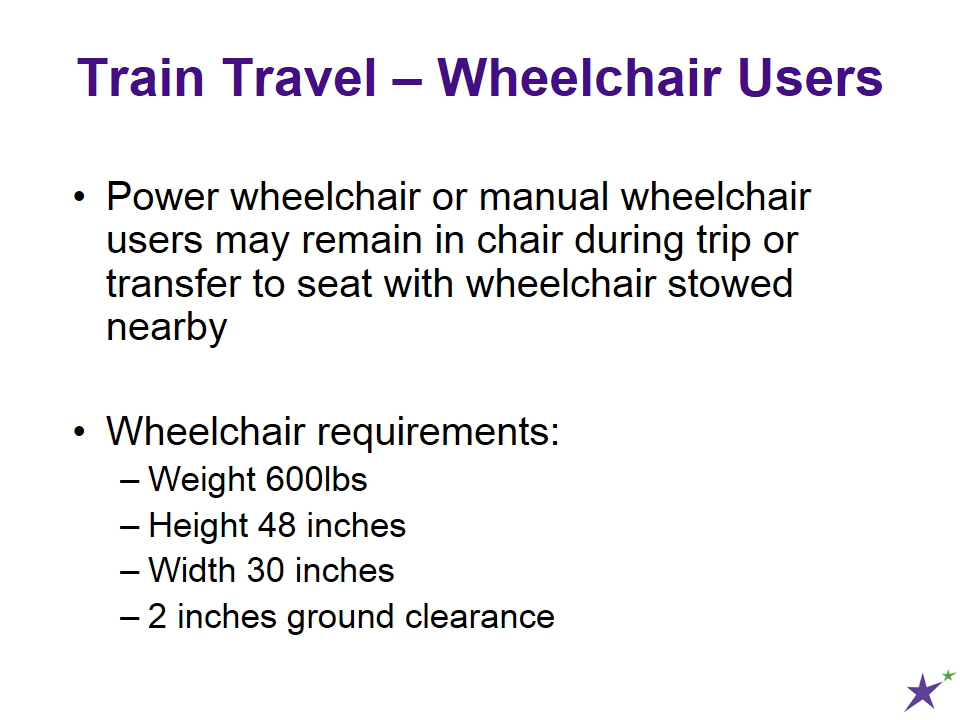 Train Travel – Wheelchair Users
• Power wheelchair or manual wheelchair
users may remain in chair during trip or
transfer to seat with wheelchair stowed
nearby
• Wheelchair requirements:
– Weight 600lbs
– Height 48 inches
– Width 30 inches
– 2 inches ground clearance